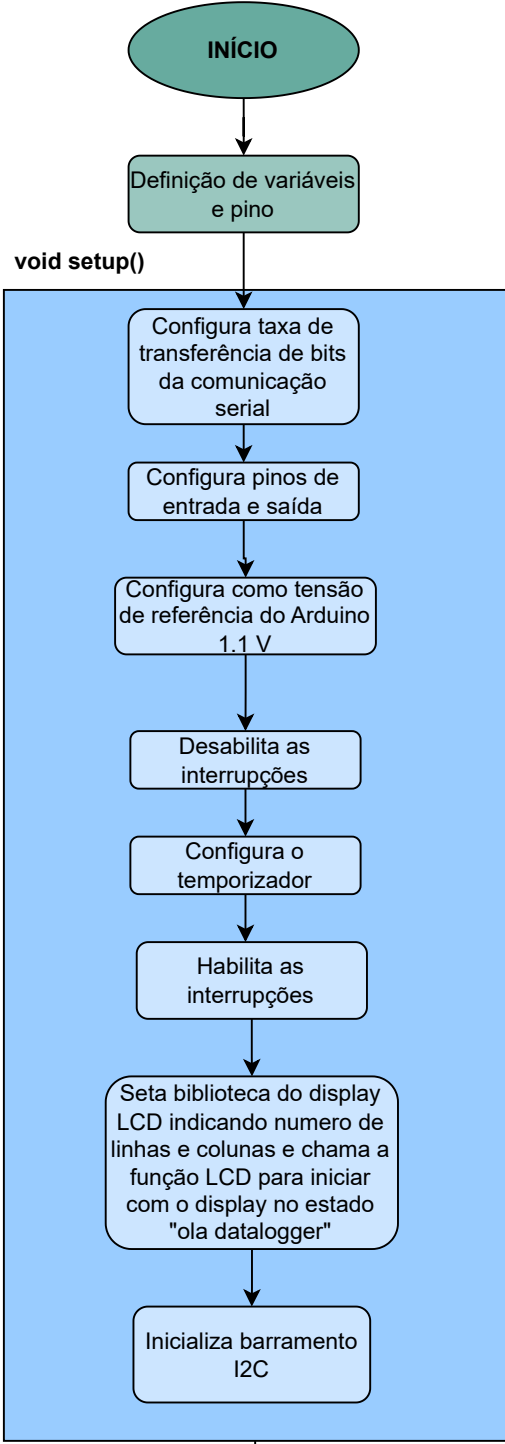 INÍCIO
Definição de variáveis
e pino
void setup()
Configura taxa de
transferência de bits
da comunicação
serial
Configura pinos de
entrada e saída
Configura como tensão
de referência do Arduino
1.1 V
Desabilita as
interrupções
Configura o
temporizador
Habilita as
interrupções
Seta biblioteca do display
LCD indicando numero de
linhas e colunas e chama a
função LCD para iniciar
com o display no estado
"ola datalogger"
Inicializa barramento
I2C